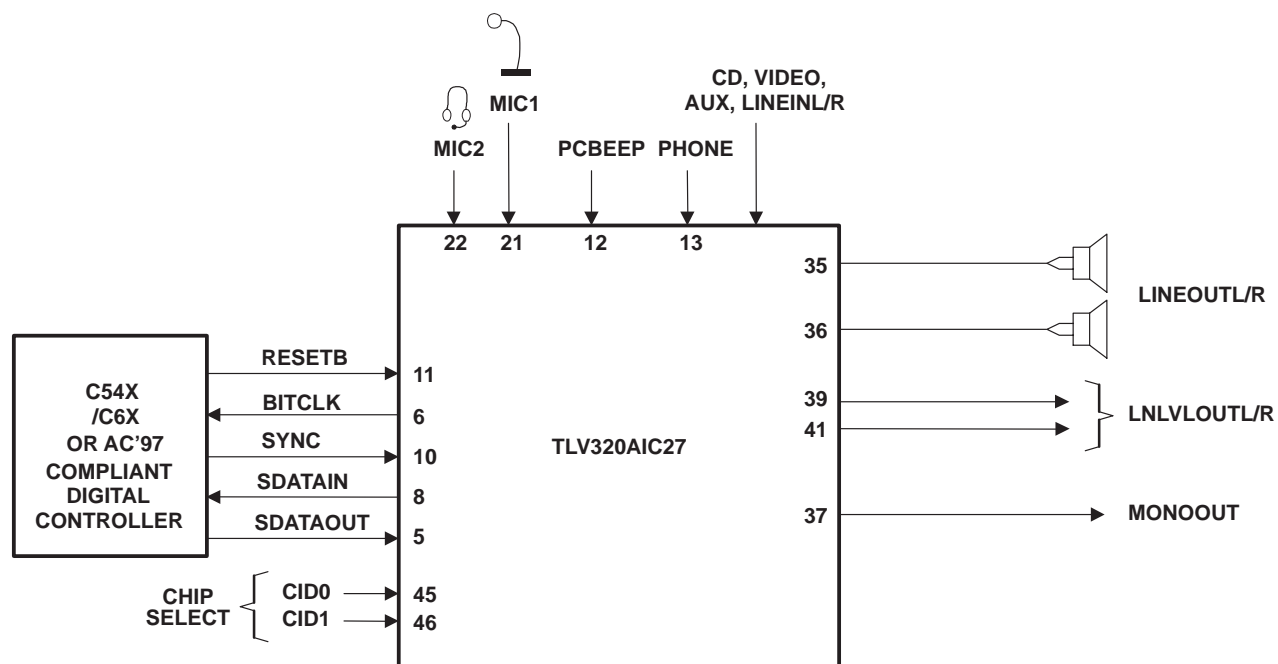 CD, VIDEO,
AUX, LINEINL/R
MIC1
MIC2
PCBEEP
PHONE
22
21
12
13
35
LINEOUTL/R
36
RESETB
11
C54X
/C6X
OR AC'97
COMPLIANT
DIGITAL
CONTROLLER
BITCLK
6
SYNC
10
SDATAIN
8
SDATAOUT
5
TLV320AIC27
39
41
LNLVLOUTL/R
37
MONOOUT
CHIP
SELECT
CID0
45
CID1
46